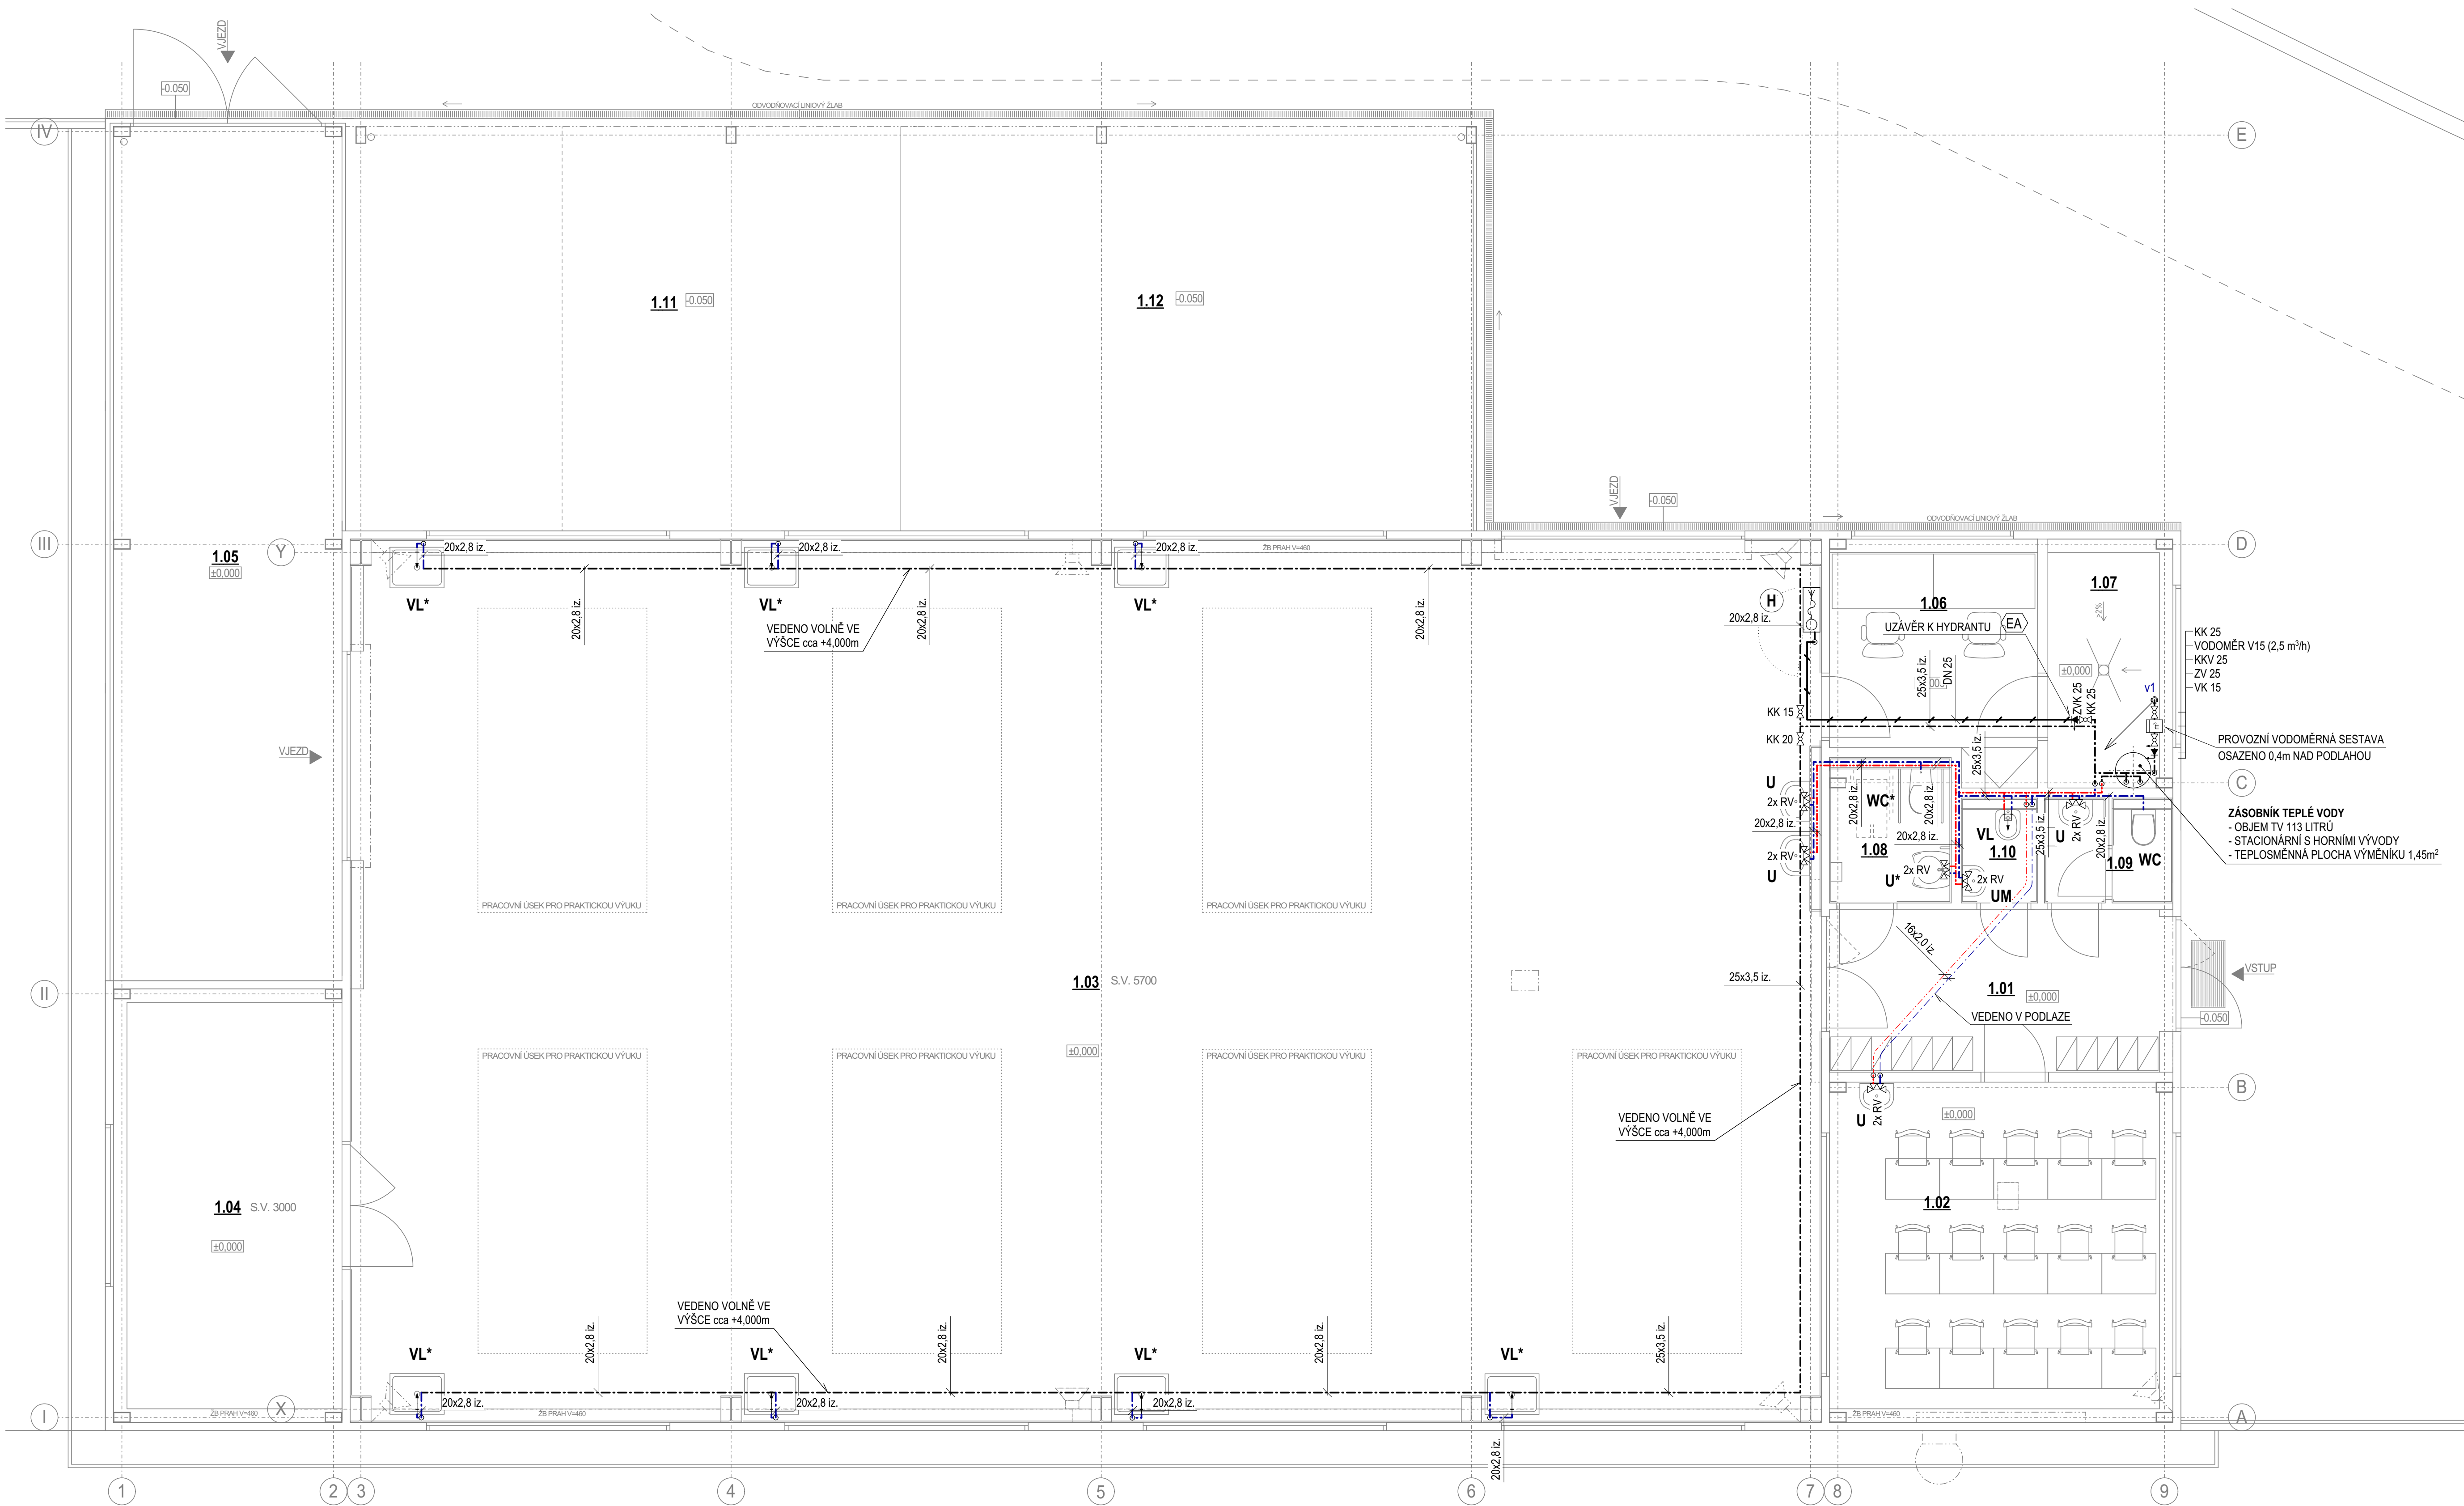 VJEZD
-0.050
ODVODŇOVACÍ LINIOVÝ ŽLAB
IV
E
1.11 -0.050
1.12 -0.050
VJEZD
-0.050
ODVODŇOVACÍ LINIOVÝ ŽLAB
III
1.05
±0,000
Y
20x2,8 iz.
20x2,8 iz.
20x2,8 iz.
ŽB PRAH V=460
D
VL*
VL*
VL*
20x2,8 iz.
20x2,8 iz.
20x2,8 iz.
VEDENO VOLNĚ VE
VÝŠCE cca +4,000m
H
20x2,8 iz.
1.06
UZÁVĚR K HYDRANTU
EA
1.07
±2%
±0,000
KK 25
VODOMĚR V15 (2,5 m³/h)
KKV 25
ZV 25
VK 15
25x3,5 iz.
DN 25
ZVK 25
KK 25
v1
KK 15
KK 20
PROVOZNÍ VODOMĚRNÁ SESTAVA
OSAZENO 0,4m NAD PODLAHOU
VJEZD
25x3,5 iz.
C
U
2x RV
20x2,8 iz.
2x RV
U
20x2,8 iz.
WC*
20x2,8 iz.
20x2,8 iz.
1.08
U*
2x RV
VL
1.10
2x RV
UM
25x3,5 iz.
U
2x RV
20x2,8 iz.
1.09
WC
ZÁSOBNÍK TEPLÉ VODY
- OBJEM TV 113 LITRŮ
- STACIONÁRNÍ S HORNÍMI VÝVODY
- TEPLOSMĚNNÁ PLOCHA VÝMĚNÍKU 1,45m²
PRACOVNÍ ÚSEK PRO PRAKTICKOU VÝUKU
PRACOVNÍ ÚSEK PRO PRAKTICKOU VÝUKU
PRACOVNÍ ÚSEK PRO PRAKTICKOU VÝUKU
16x2,0 iz.
II
1.03 S.V. 5700
25x3,5 iz.
1.01
±0,000
VSTUP
-0.050
VEDENO V PODLAZE
±0,000
PRACOVNÍ ÚSEK PRO PRAKTICKOU VÝUKU
PRACOVNÍ ÚSEK PRO PRAKTICKOU VÝUKU
PRACOVNÍ ÚSEK PRO PRAKTICKOU VÝUKU
PRACOVNÍ ÚSEK PRO PRAKTICKOU VÝUKU
B
U
2x RV
±0,000
VEDENO VOLNĚ VE
VÝŠCE cca +4,000m
1.04 S.V. 3000
±0,000
1.02
VEDENO VOLNĚ VE
VÝŠCE cca +4,000m
20x2,8 iz.
20x2,8 iz.
20x2,8 iz.
25x3,5 iz.
VL*
VL*
VL*
VL*
20x2,8 iz.
20x2,8 iz.
20x2,8 iz.
20x2,8 iz.
I
ŽB PRAH V=460
X
ŽB PRAH V=460
ŽB PRAH V=460
A
1
2
3
4
5
6
7
8
9